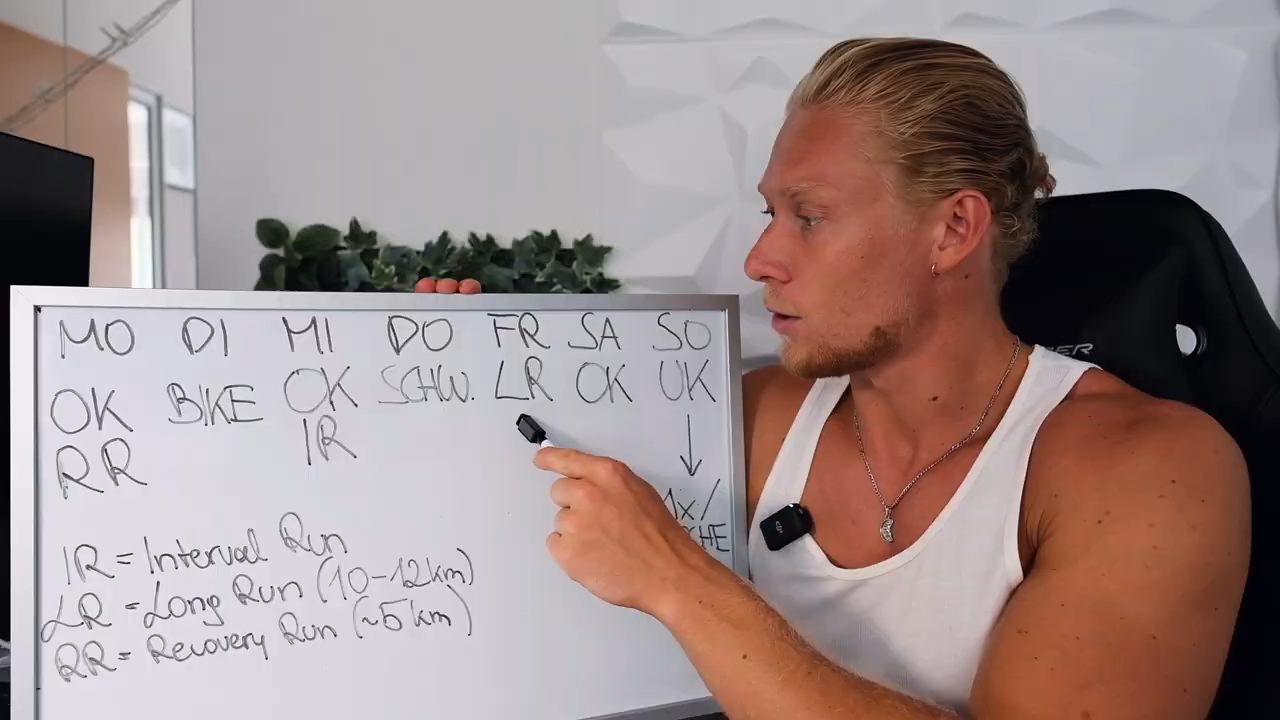 MO DI MI DO FR SA SO
OK BIKE OK SCHW. LR OK UK
RR IR
1x/
IR = Interval Run
LR = Long Run (10-12km)
RR = Recovery Run (~5km)
dji